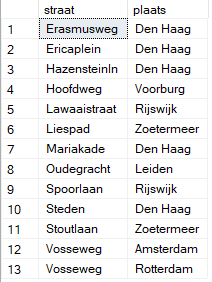 straat plaats
1 Erasmusweg Den Haag
2 Ericaplein Den Haag
3 Hazensteinln Den Haag
4 Hoofdweg Voorburg
5 Lawaaistraat Rijswijk
6 Liespad Zoetermeer
7 Mariakade Den Haag
8 Oudegracht Leiden
9 Spoorlaan Rijswijk
10 Steden Den Haag
11 Stoutlaan Zoetermeer
12 Vosseweg Amsterdam
13 Vosseweg Rotterdam